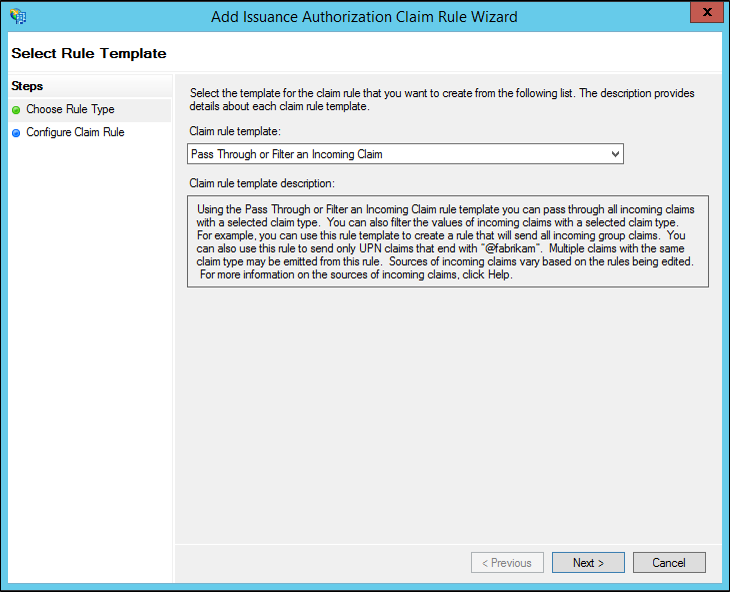 Add Issuance Authorization Claim Rule Wizard
X
Select Rule Template
Steps
Choose Rule Type
Configure Claim Rule
Select the template for the claim rule that you want to create from the following list. The description provides
details about each claim rule template.
Claim rule template:
Pass Through or Filter an Incoming Claim
Claim rule template description:
Using the Pass Through or Filter an Incoming Claim rule template you can pass through all incoming claims
with a selected claim type.  You can also filter the values of incoming claims with a selected claim type.
For example, you can use this rule template to create a rule that will send all incoming group claims.  You
can also use this rule to send only UPN claims that end with "@fabrikam".  Multiple claims with the same
claim type may be emitted from this rule.  Sources of incoming claims vary based on the rules being edited.
For more information on the sources of incoming claims, click Help.
< Previous
Next >
Cancel